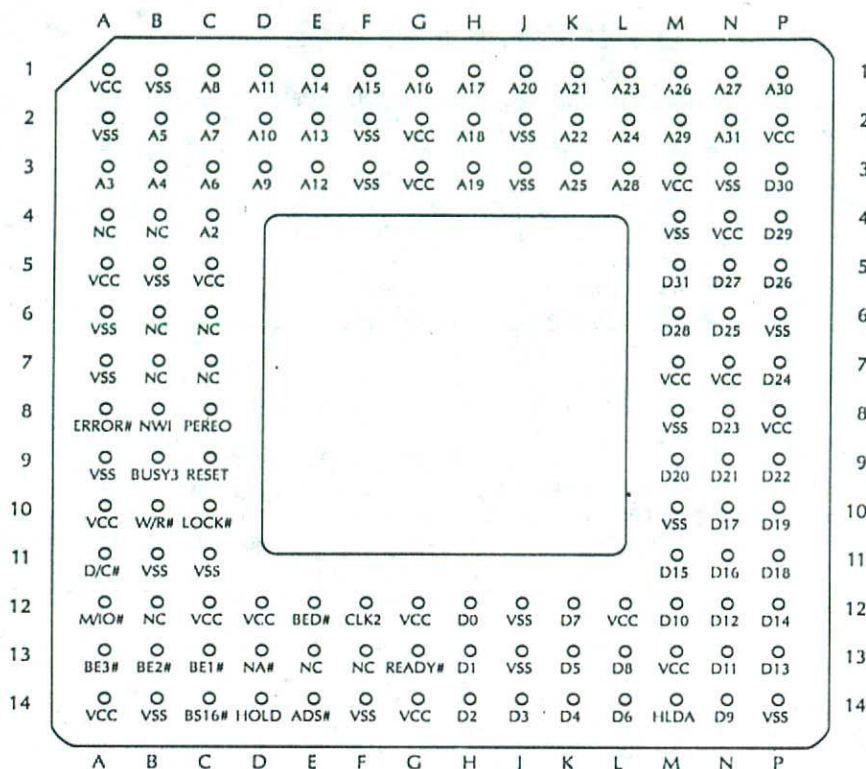 A B C D E F G H J K L M N P
1 VCC VSS A8 A11 A14 A15 A16 A17 A20 A21 A23 A26 A27 A30 1
2 VSS A5 A7 A10 A13 VSS VCC A18 VSS A22 A24 A29 A31 VCC 2
3 A3 A4 A6 A9 A12 VSS VCC A19 VSS A25 A28 VCC VSS D30 3
4 NC NC A2 VSS VCC D29 4
5 VCC VSS VCC D31 D27 D26 5
6 VSS NC NC D28 D25 VSS 6
7 VSS NC NC VCC VCC D24 7
8 ERROR# NWI PEREO VSS D23 VCC 8
9 VSS BUSY3 RESET D20 D21 D22 9
10 VCC W/R# LOCK# VSS D17 D19 10
11 D/C# VSS VSS D15 D16 D18 11
12 M/IO# NC VCC VCC BED# CLK2 VCC D0 VSS D7 VCC D10 D12 D14 12
13 BE3# BE2# BE1# NA# NC NC READY# D1 VSS D5 D8 VCC D11 D13 13
14 VCC VSS BS16# HOLD ADS# VSS VCC D2 D3 D4 D6 HLDA D9 VSS 14
A B C D E F G H J K L M N P